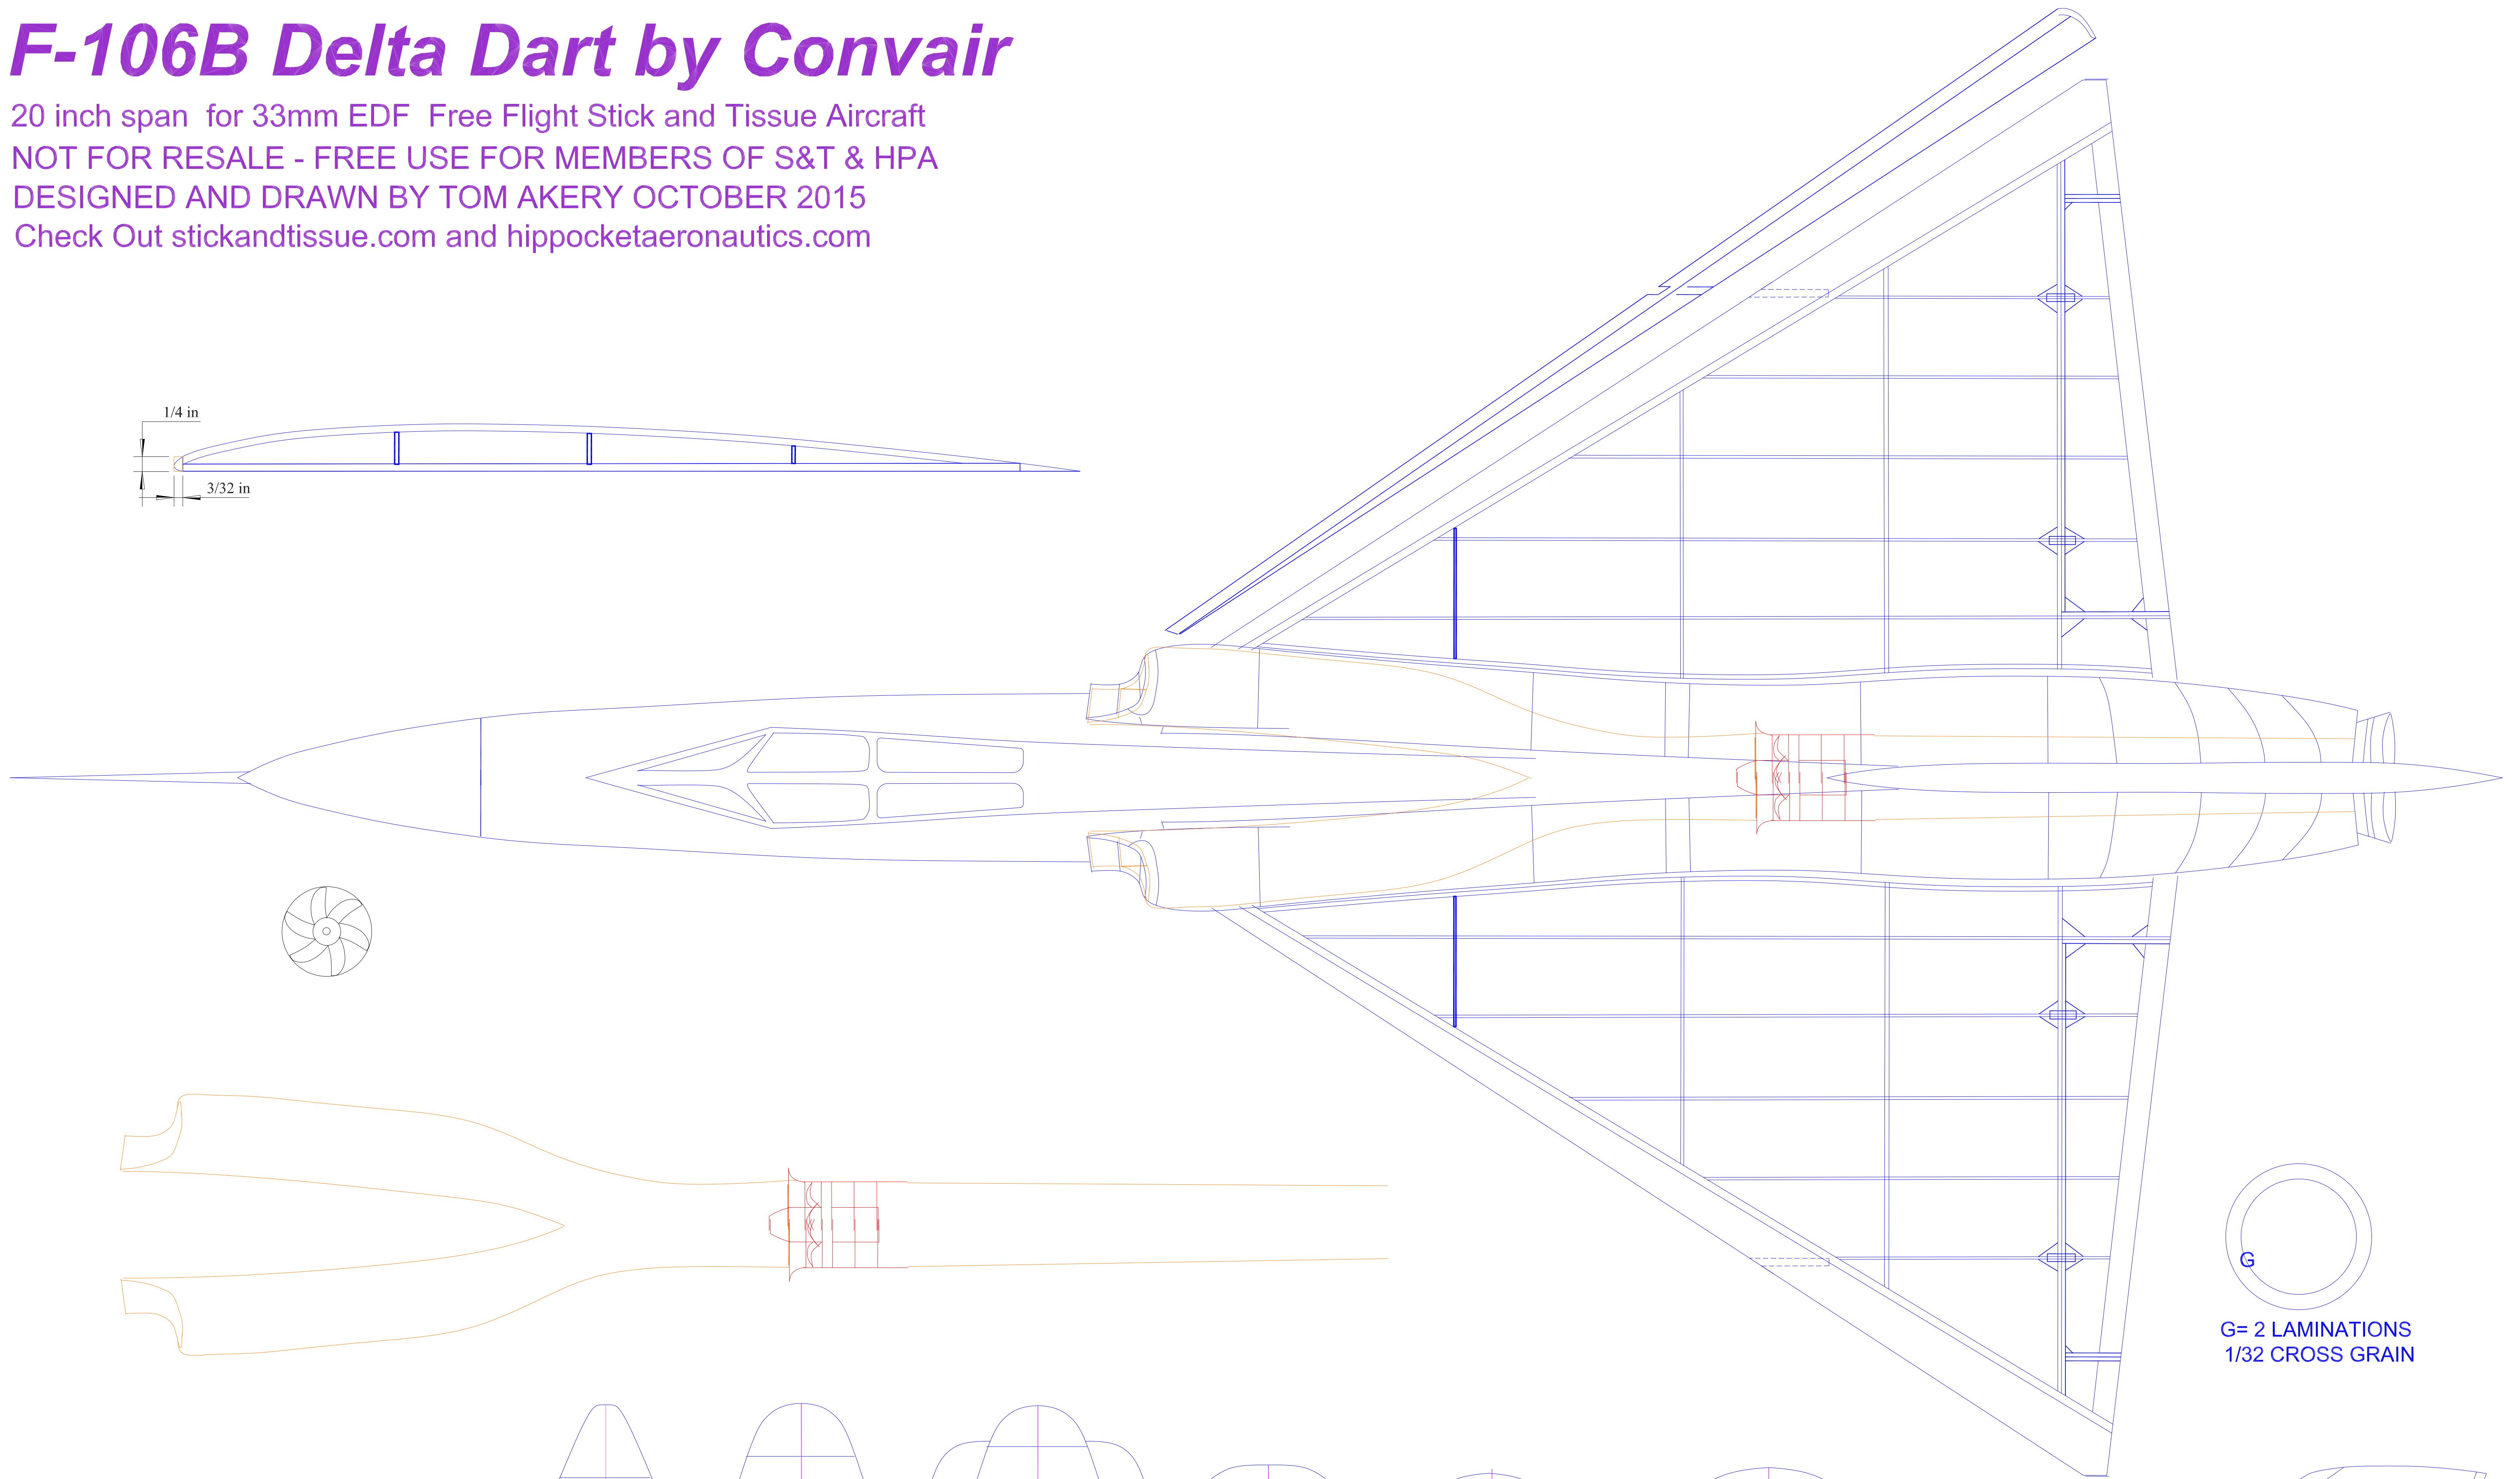 F-106B Delta Dart by Convair
20 inch span for 33mm EDF Free Flight Stick and Tissue Aircraft
NOT FOR RESALE - FREE USE FOR MEMBERS OF S&T & HPA
DESIGNED AND DRAWN BY TOM AKERY OCTOBER 2015
Check Out stickandtissue.com and hippocketaeronautics.com
1/4 in
3/32 in
G
G= 2 LAMINATIONS
1/32 CROSS GRAIN